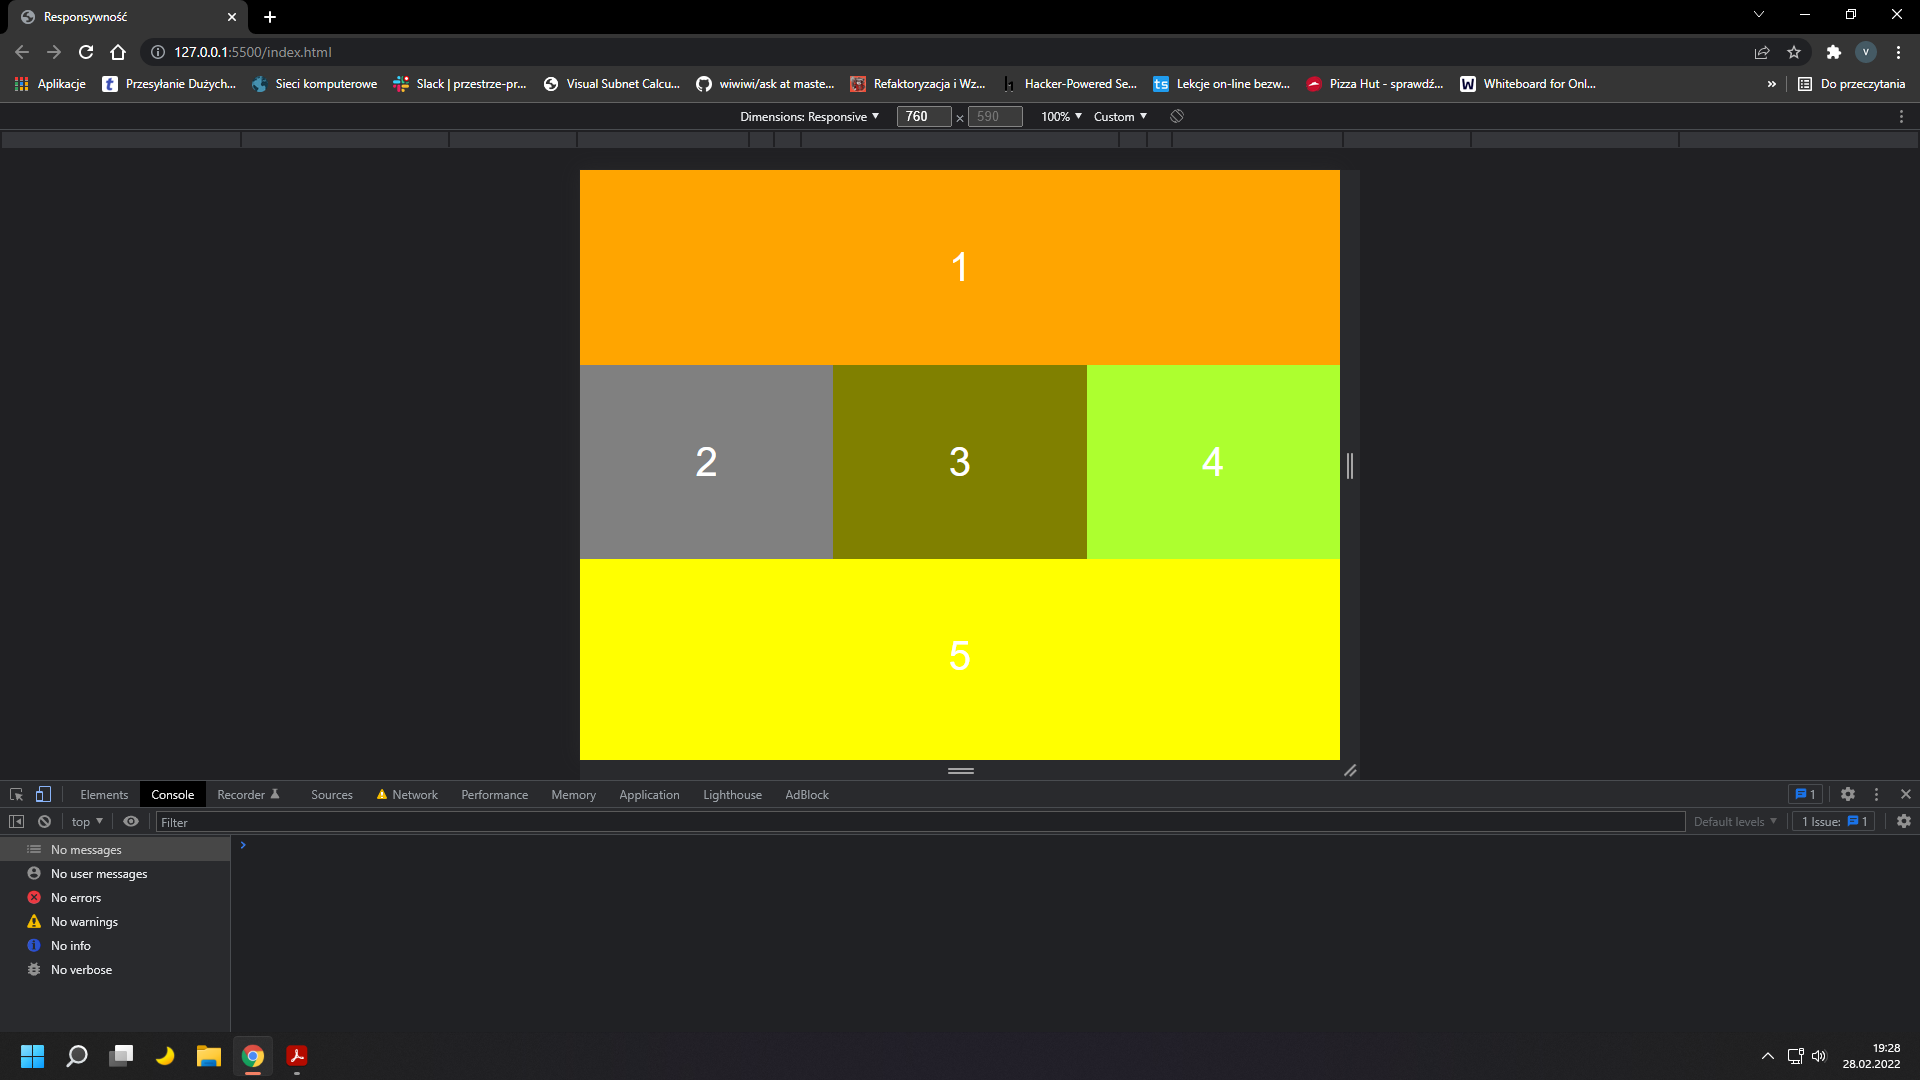 Responsywność
127.0.0.1:5500/index.html
V
Aplikacje Przesyłanie Dużych... Sieci komputerowe Slack | przestrze-pr... Visual Subnet Calcu... wiwiwi/ask at maste... Refaktoryzacja i Wz... Hacker-Powered Se... Lekcje on-line bezw... Pizza Hut - sprawdź... Whiteboard for Onl... » Do przeczytania
Dimensions: Responsive 760 × 590 100% Custom
1
2 3 4
5
Elements Console Recorder Sources Network Performance Memory Application Lighthouse AdBlock 1
top Filter Default levels 1 Issue: 1
No messages
No user messages
No errors
No warnings
No info
No verbose
19:28
28.02.2022